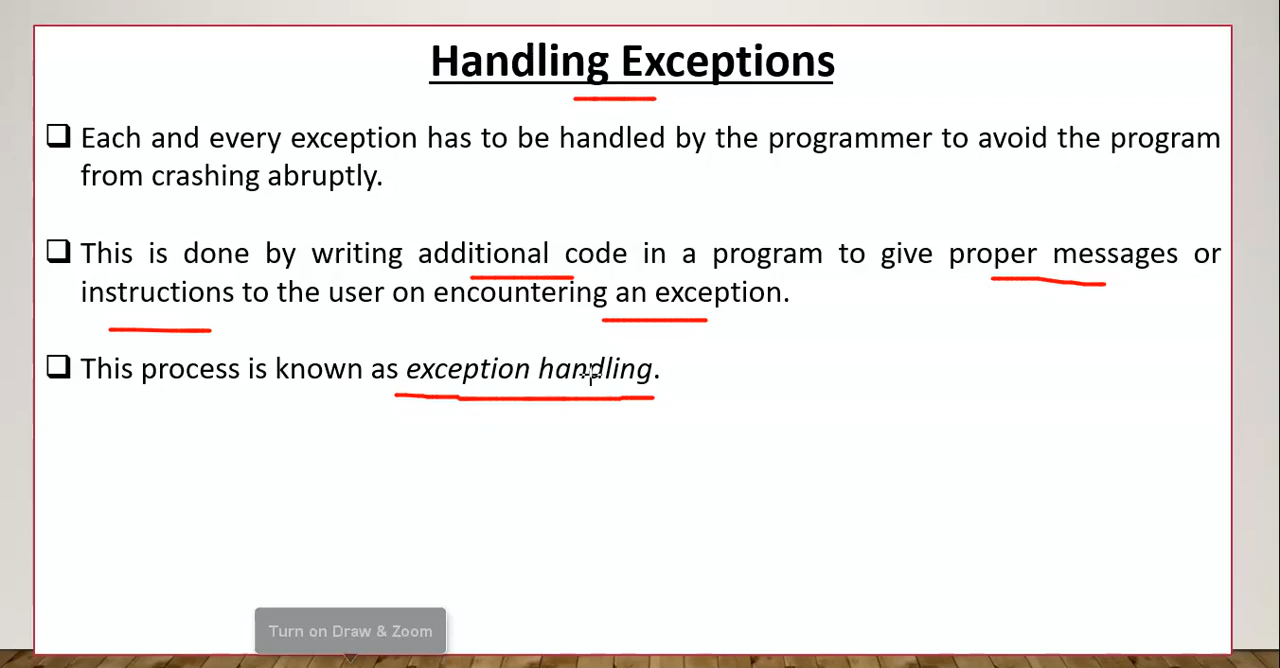 Handling Exceptions
❑ Each and every exception has to be handled by the programmer to avoid the program
from crashing abruptly.
❑ This is done by writing additional code in a program to give proper messages or
instructions to the user on encountering an exception.
❑ This process is known as exception handling.
Turn on Draw & Zoom